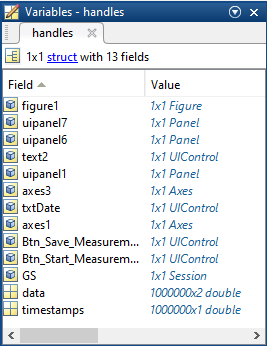 Variables - handles
handles
1x1 struct with 13 fields
Field Value
figure1 1x1 Figure
uipanel7 1x1 Panel
uipanel6 1x1 Panel
text2 1x1 UIControl
uipanel1 1x1 Panel
axes3 1x1 Axes
txtDate 1x1 UIControl
axes1 1x1 Axes
Btn_Save_Measurem... 1x1 UIControl
Btn_Start_Measurem... 1x1 UIControl
GS 1x1 Session
data 1000000x2 double
timestamps 1000000x1 double